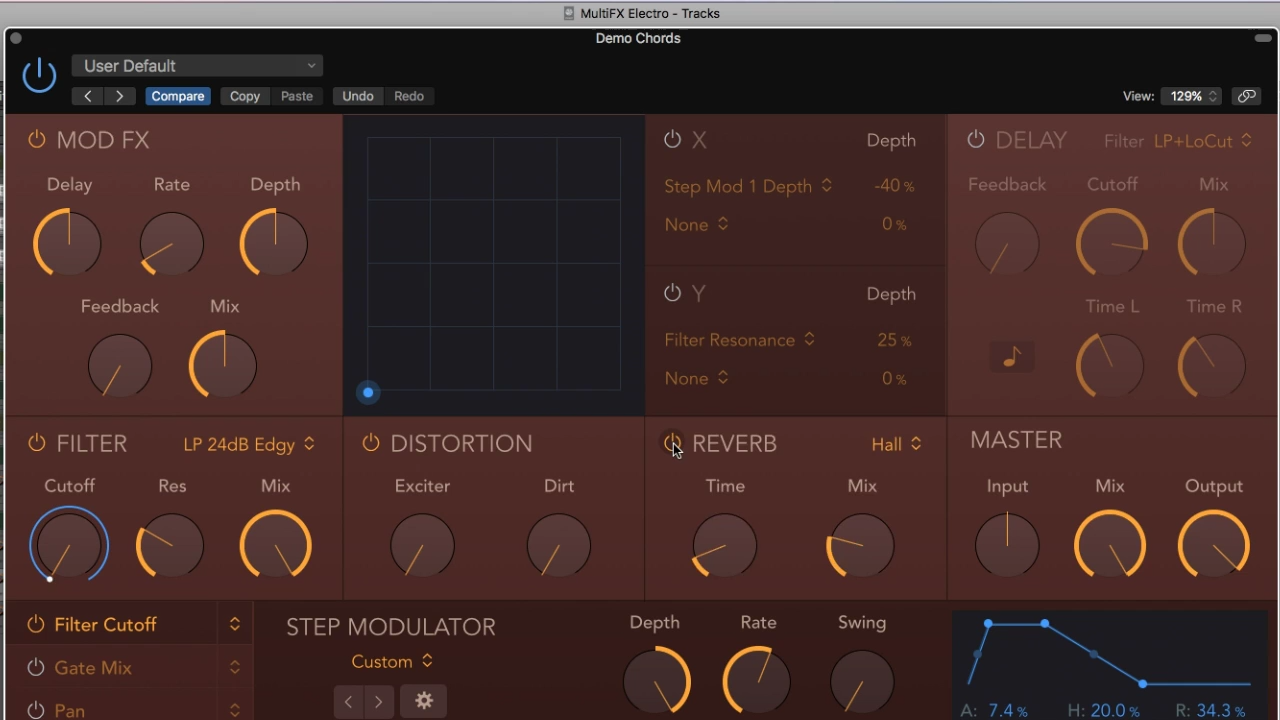 MultiFX Electro - Tracks
Demo Chords
User Default
Compare Copy Paste Undo Redo View: 129%
MOD FX
Delay Rate Depth
Feedback Mix
X Depth
Step Mod 1 Depth -40 %
None 0 %
Y Depth
Filter Resonance 25 %
None 0 %
DELAY Filter LP+LoCut
Feedback Cutoff Mix
Time L Time R
FILTER LP 24dB Edgy
Cutoff Res Mix
DISTORTION
Exciter Dirt
REVERB Hall
Time Mix
MASTER
Input Mix Output
Filter Cutoff
Gate Mix
Pan
STEP MODULATOR
Custom
Depth Rate Swing
A: 7.4 % H: 20.0 % R: 34.3 %